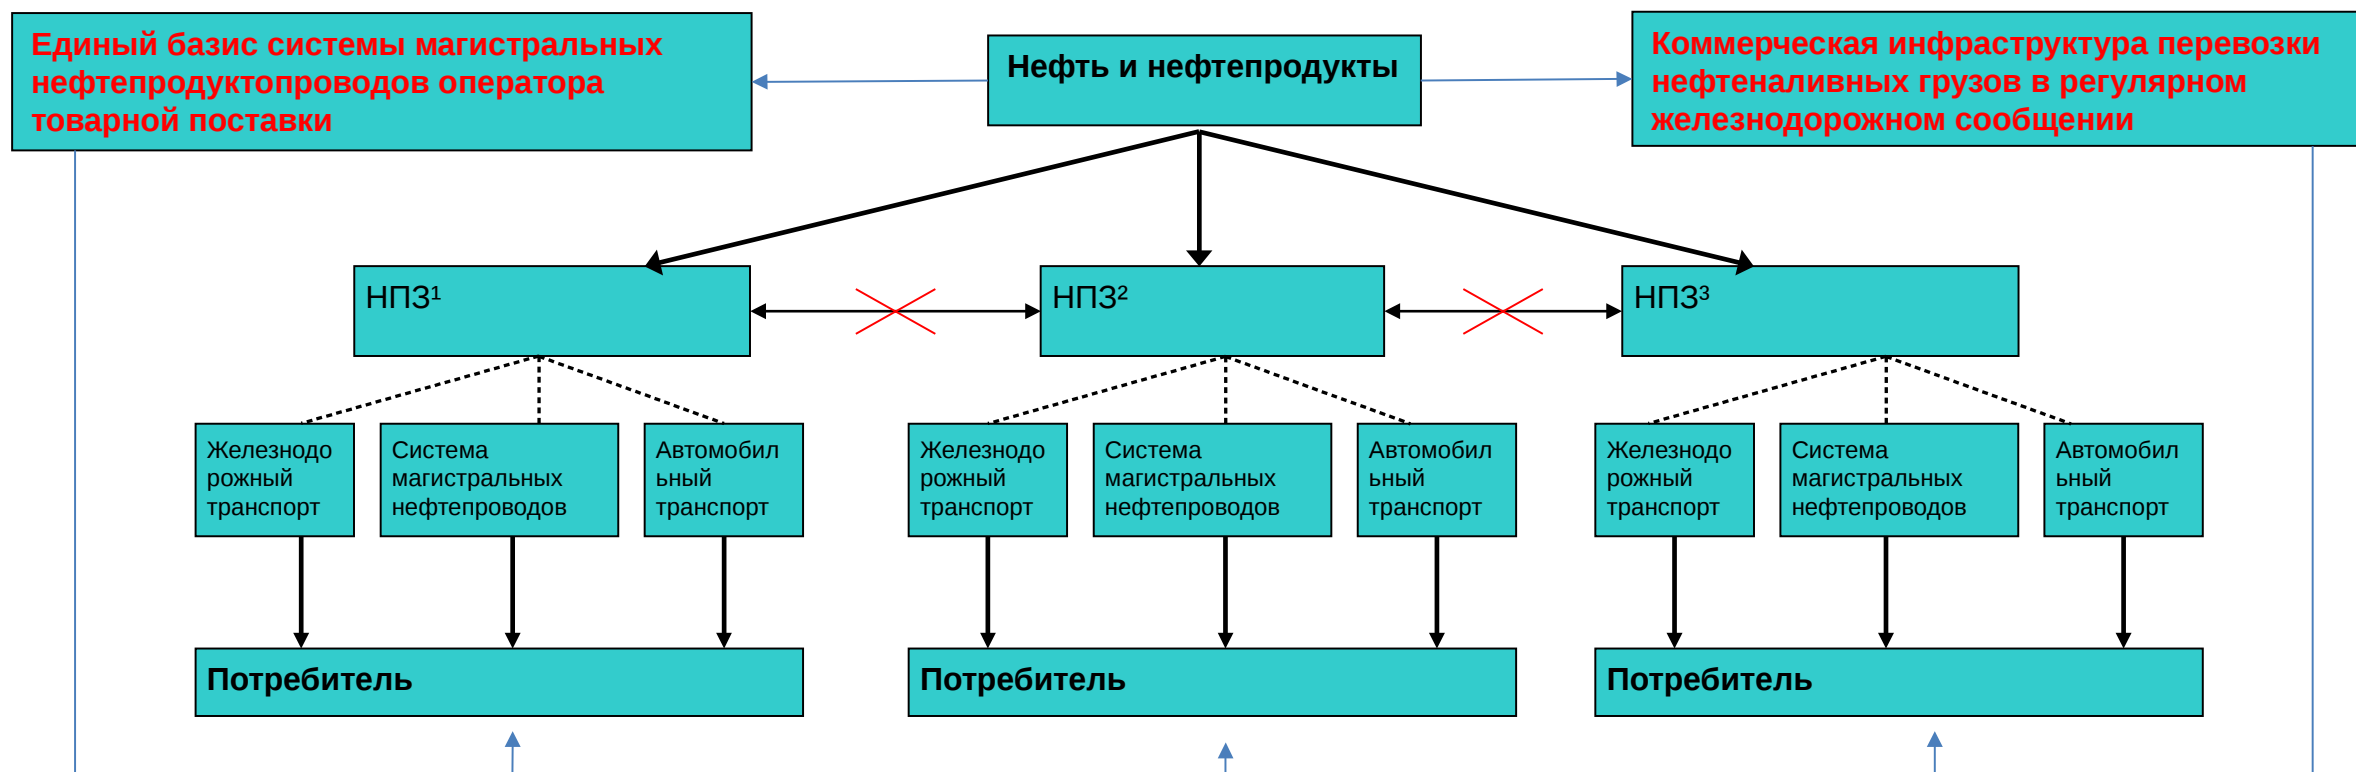 Единый базис системы магистральных
нефтепродуктопроводов оператора
товарной поставки
Нефть и нефтепродукты
Коммерческая инфраструктура перевозки
нефтеналивных грузов в регулярном
железнодорожном сообщении
НПЗ¹
НПЗ²
НПЗ³
Железнодо
рожный
транспорт
Система
магистральных
нефтепроводов
Автомобил
ьный
транспорт
Железнодо
рожный
транспорт
Система
магистральных
нефтепроводов
Автомобил
ьный
транспорт
Железнодо
рожный
транспорт
Система
магистральных
нефтепроводов
Автомобил
ьный
транспорт
Потребитель
Потребитель
Потребитель